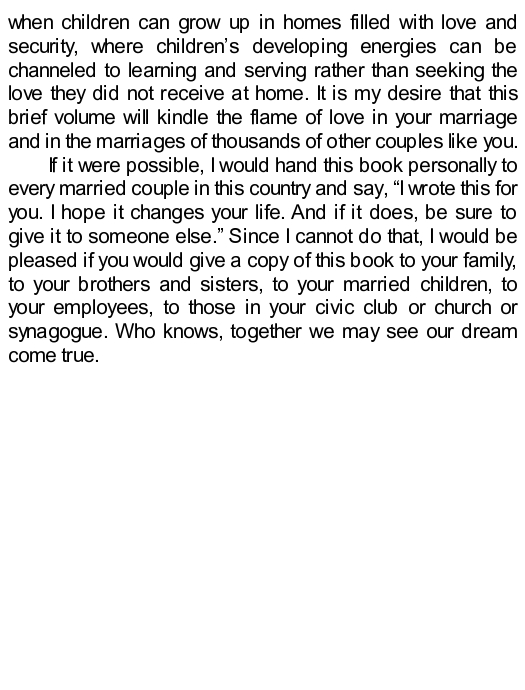 when children can grow up in homes filled with love and
security, where children’s developing energies can be
channeled to learning and serving rather than seeking the
love they did not receive at home. It is my desire that this
brief volume will kindle the flame of love in your marriage
and in the marriages of thousands of other couples like you.
If it were possible, I would hand this book personally to
every married couple in this country and say, “I wrote this for
you. I hope it changes your life. And if it does, be sure to
give it to someone else.” Since I cannot do that, I would be
pleased if you would give a copy of this book to your family,
to your brothers and sisters, to your married children, to
your employees, to those in your civic club or church or
synagogue. Who knows, together we may see our dream
come true.